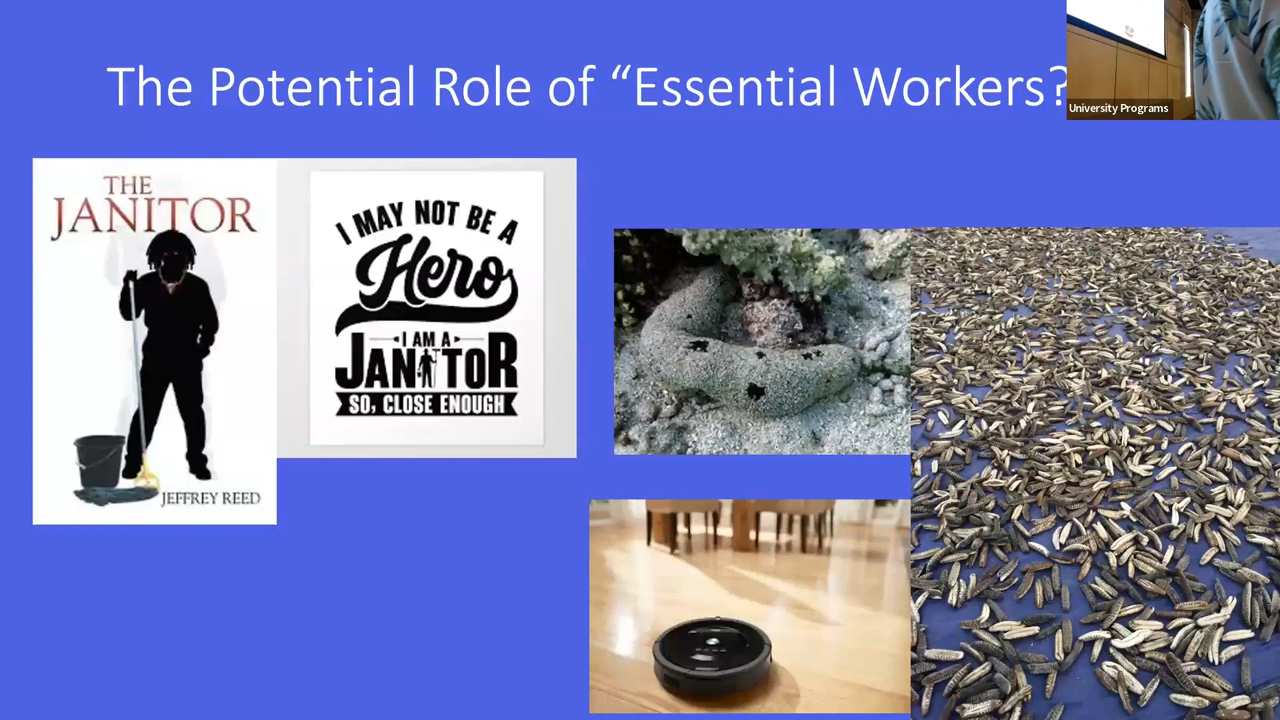 The Potential Role of “Essential Workers?
University Programs
THE
JANITOR
JEFFREY REED
I MAY NOT BE A
Hero
I AM A
JANITOR
SO, CLOSE ENOUGH